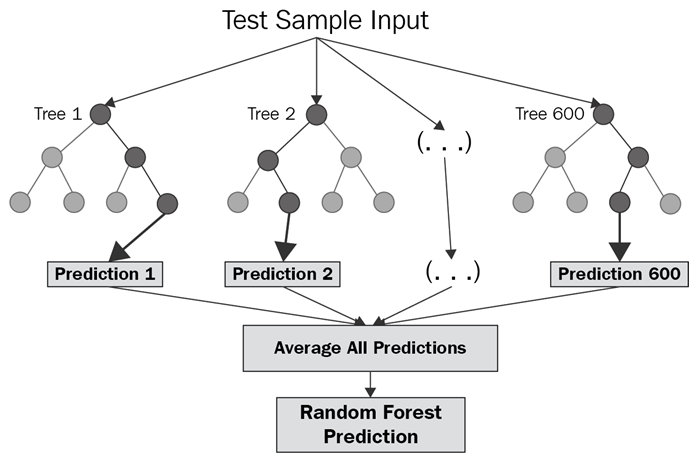 Test Sample Input
Tree 1
Tree 2
Tree 600
(. . .)
Prediction 1
Prediction 2
(. . .)
Prediction 600
Average All Predictions
Random Forest
Prediction